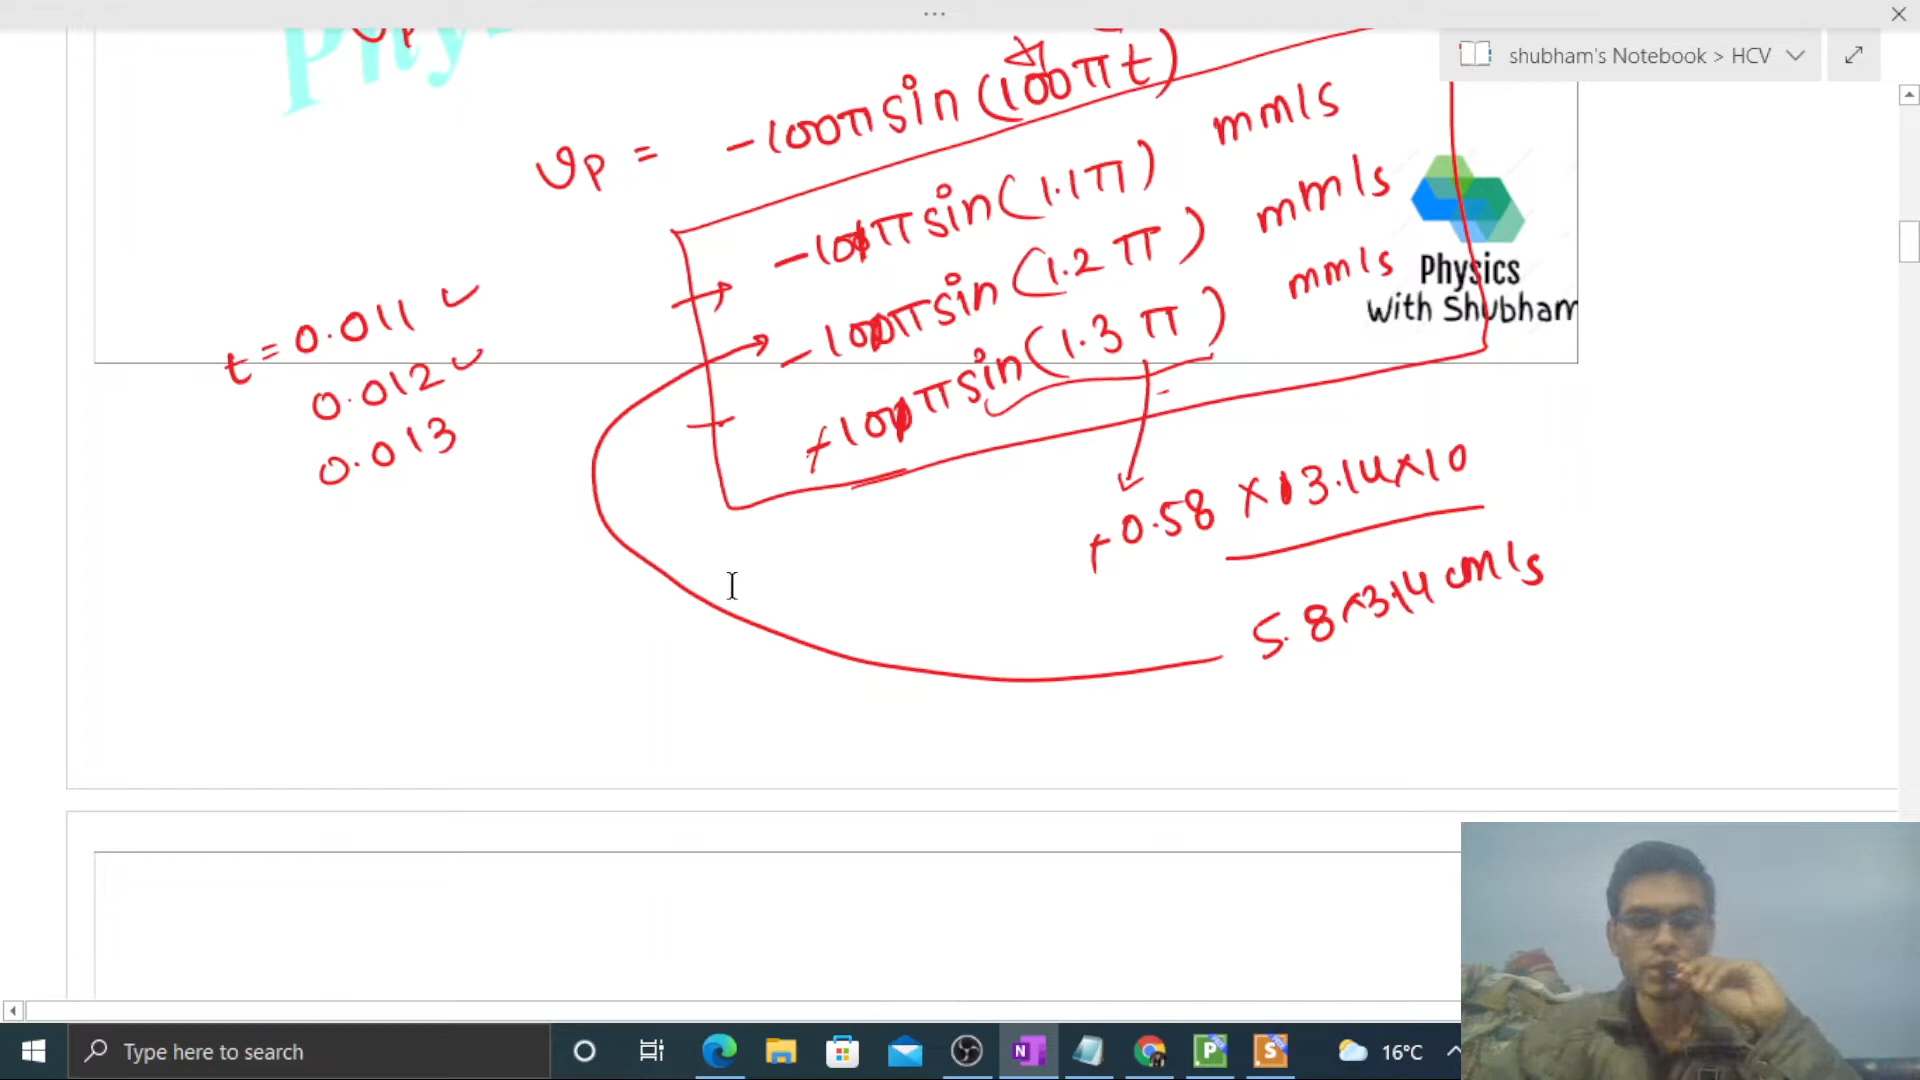 shubham's Notebook > HCV
Phys
υp = -100π sin (100πt)
-100π sin (1.1π) mm/s
-100π sin (1.2π) mm/s
+100π sin (1.3π) mm/s
Physics
With Shubham
t = 0.011 ✓
0.012 ✓
0.013
+0.58 × 3.14×10
5.8×3.14 cm/s
Type here to search
16°C